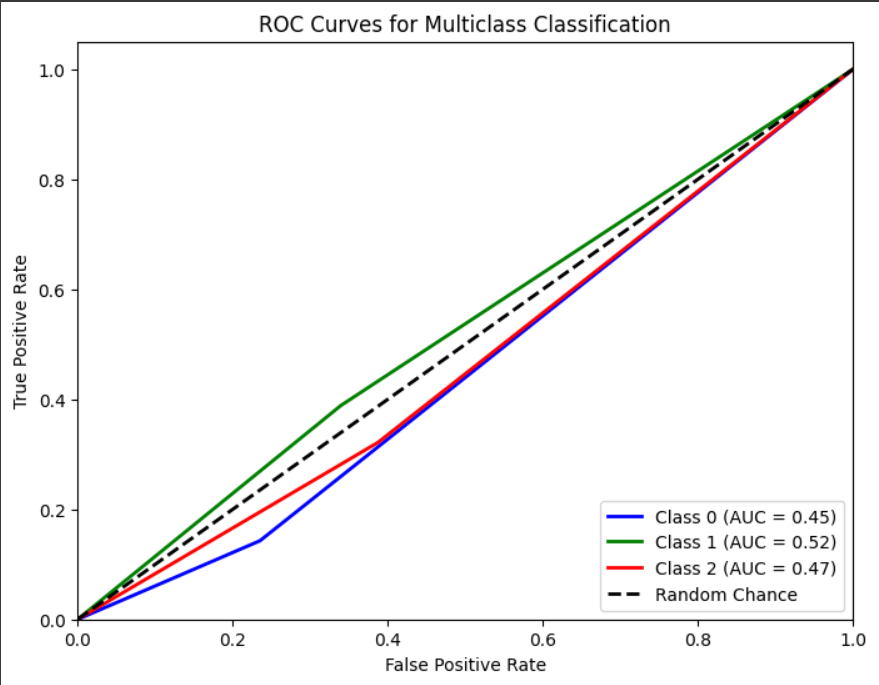 ROC Curves for Multiclass Classification
True Positive Rate
1.0
0.8
0.6
0.4
0.2
0.0
0.0 0.2 0.4 0.6 0.8 1.0
False Positive Rate
Class 0 (AUC = 0.45)
Class 1 (AUC = 0.52)
Class 2 (AUC = 0.47)
Random Chance